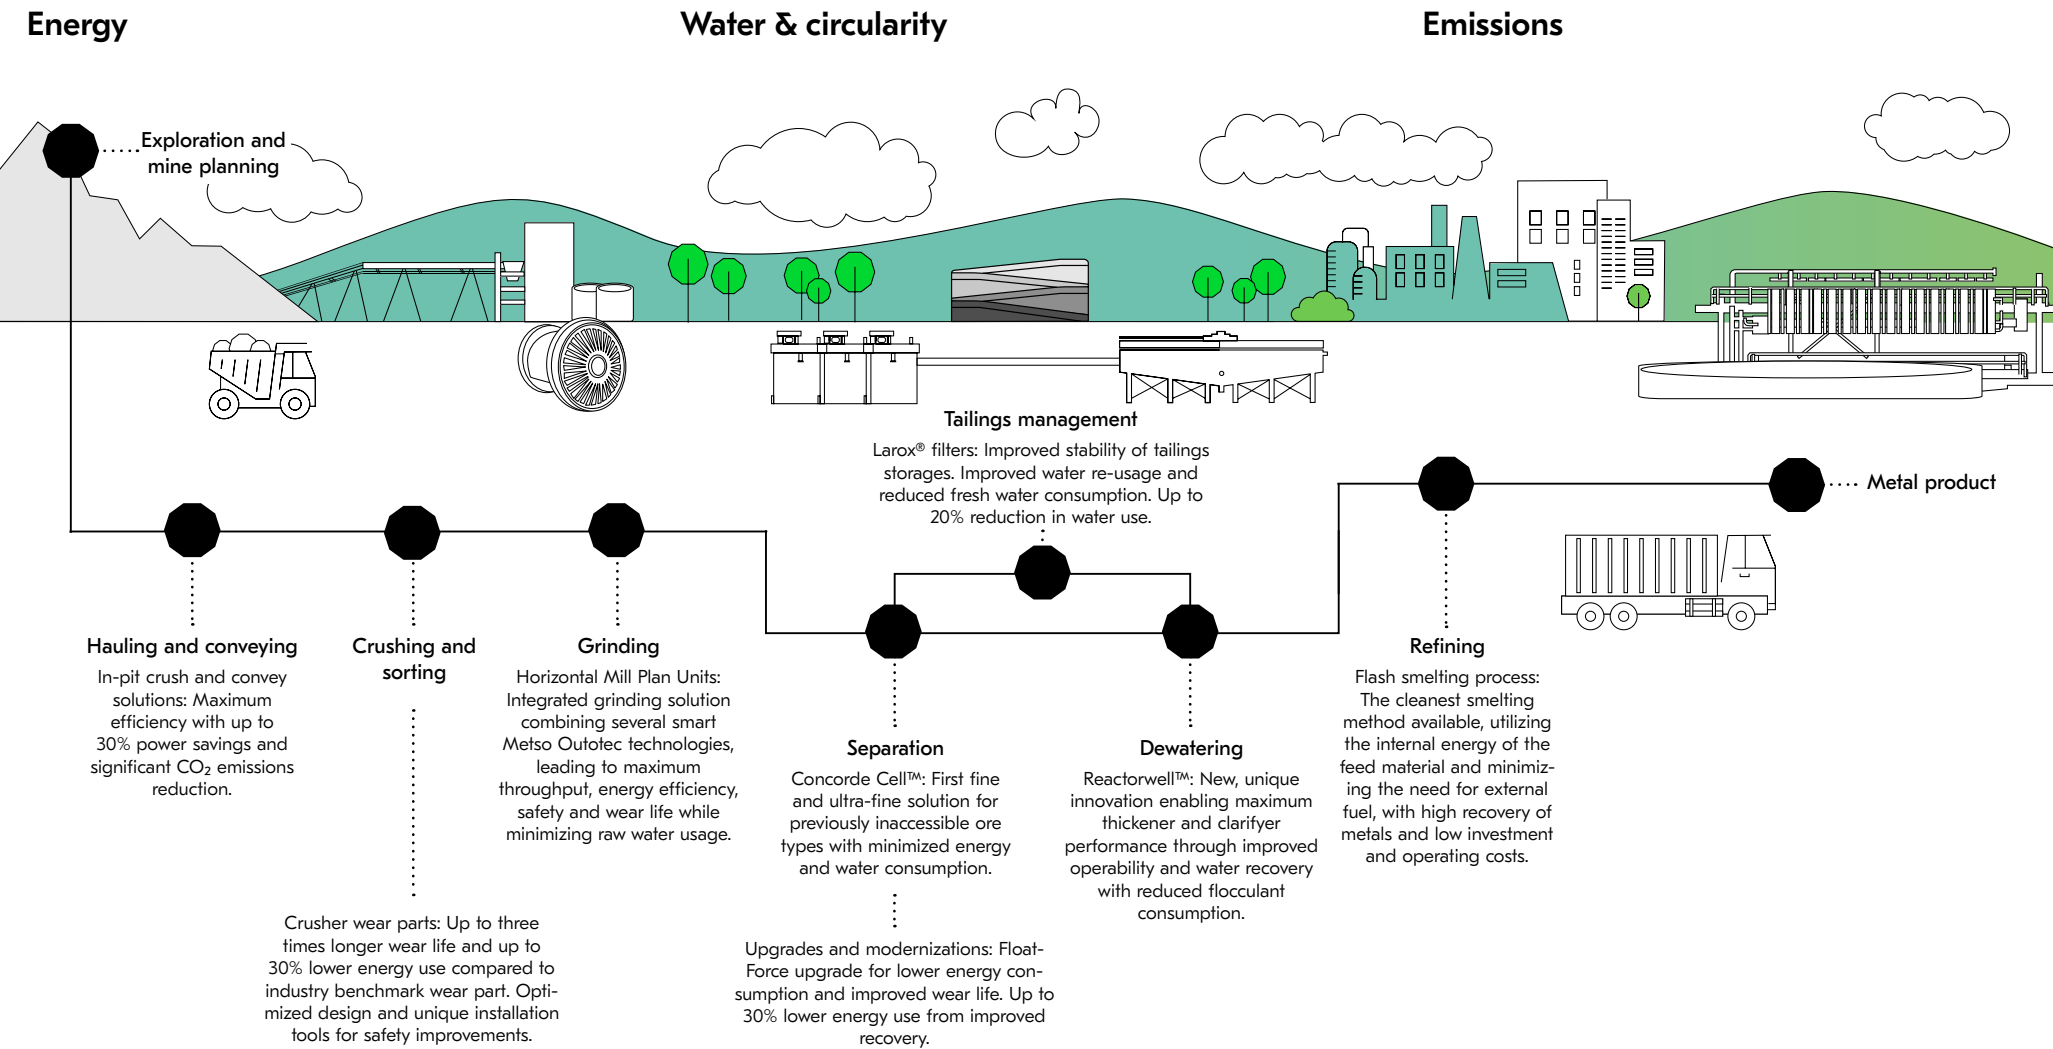 Energy
Water & circularity
Emissions
Exploration and
mine planning
Tailings management
Larox® filters: Improved stability of tailings
storages. Improved water re-usage and
reduced fresh water consumption. Up to
20% reduction in water use.
Metal product
Hauling and conveying
In-pit crush and convey
solutions: Maximum
efficiency with up to
30% power savings and
significant CO₂ emissions
reduction.
Crushing and
sorting
Crusher wear parts: Up to three
times longer wear life and up to
30% lower energy use compared to
industry benchmark wear part. Opti-
mized design and unique installation
tools for safety improvements.
Grinding
Horizontal Mill Plan Units:
Integrated grinding solution
combining several smart
Metso Outotec technologies,
leading to maximum
throughput, energy efficiency,
safety and wear life while
minimizing raw water usage.
Separation
Concorde Cell™: First fine
and ultra-fine solution for
previously inaccessible ore
types with minimized energy
and water consumption.
Upgrades and modernizations: Float-
Force upgrade for lower energy con-
sumption and improved wear life. Up to
30% lower energy use from improved
recovery.
Dewatering
Reactorwell™: New, unique
innovation enabling maximum
thickener and clarifyer
performance through improved
operability and water recovery
with reduced flocculant
consumption.
Refining
Flash smelting process:
The cleanest smelting
method available, utilizing
the internal energy of the
feed material and minimiz-
ing the need for external
fuel, with high recovery of
metals and low investment
and operating costs.